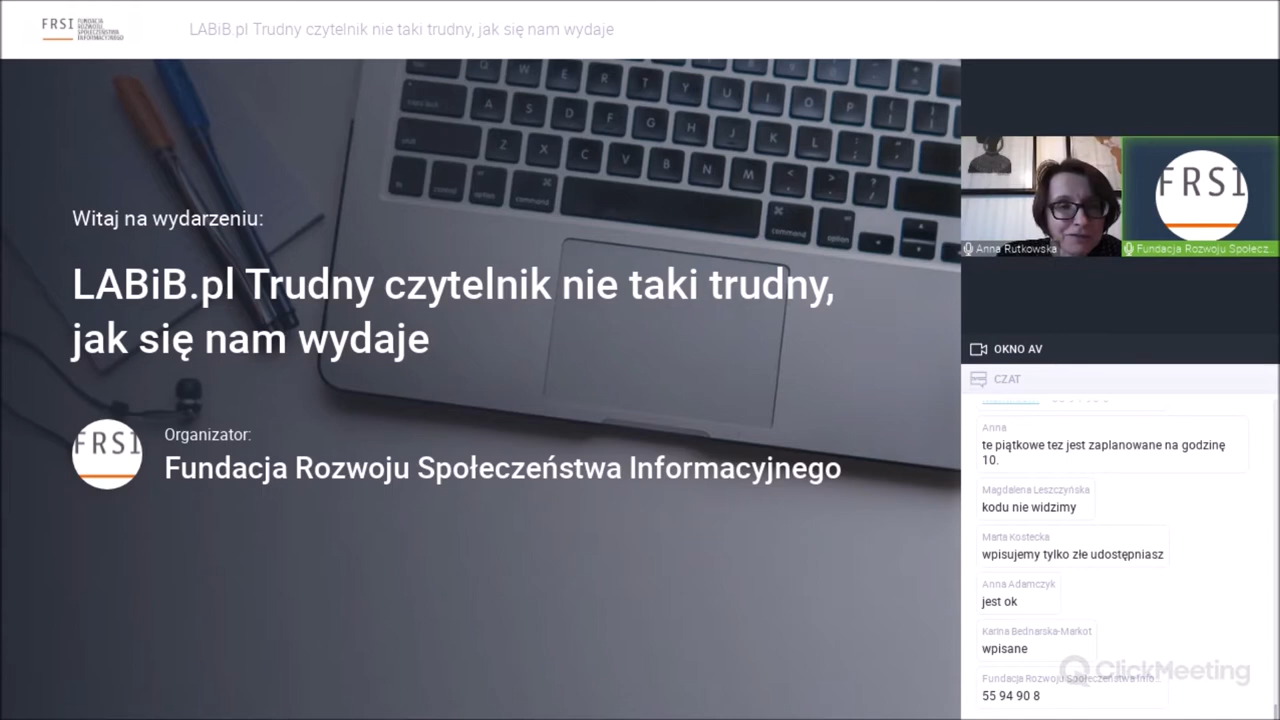 FRSI FUNDACJA
ROZWOJU
SPOŁECZEŃSTWA
INFORMACYJNEGO
LABiB.pl Trudny czytelnik nie taki trudny, jak się nam wydaje
Witaj na wydarzeniu:
LABiB.pl Trudny czytelnik nie taki trudny,
jak się nam wydaje
FRSI
Organizator:
Fundacja Rozwoju Społeczeństwa Informacyjnego
FRSI
Anna Rutkowska
Fundacja Rozwoju Społecz...
OKNO AV
CZAT
Anna
te piątkowe tez jest zaplanowane na godzinę
10.
Magdalena Leszczyńska
kodu nie widzimy
Marta Kostecka
wpisujemy tylko złe udostępniasz
Anna Adamczyk
jest ok
Karina Bednarska-Markot
wpisane
Fundacja Rozwoju Społeczeństwa Info...
55 94 90 8
ClickMeeting